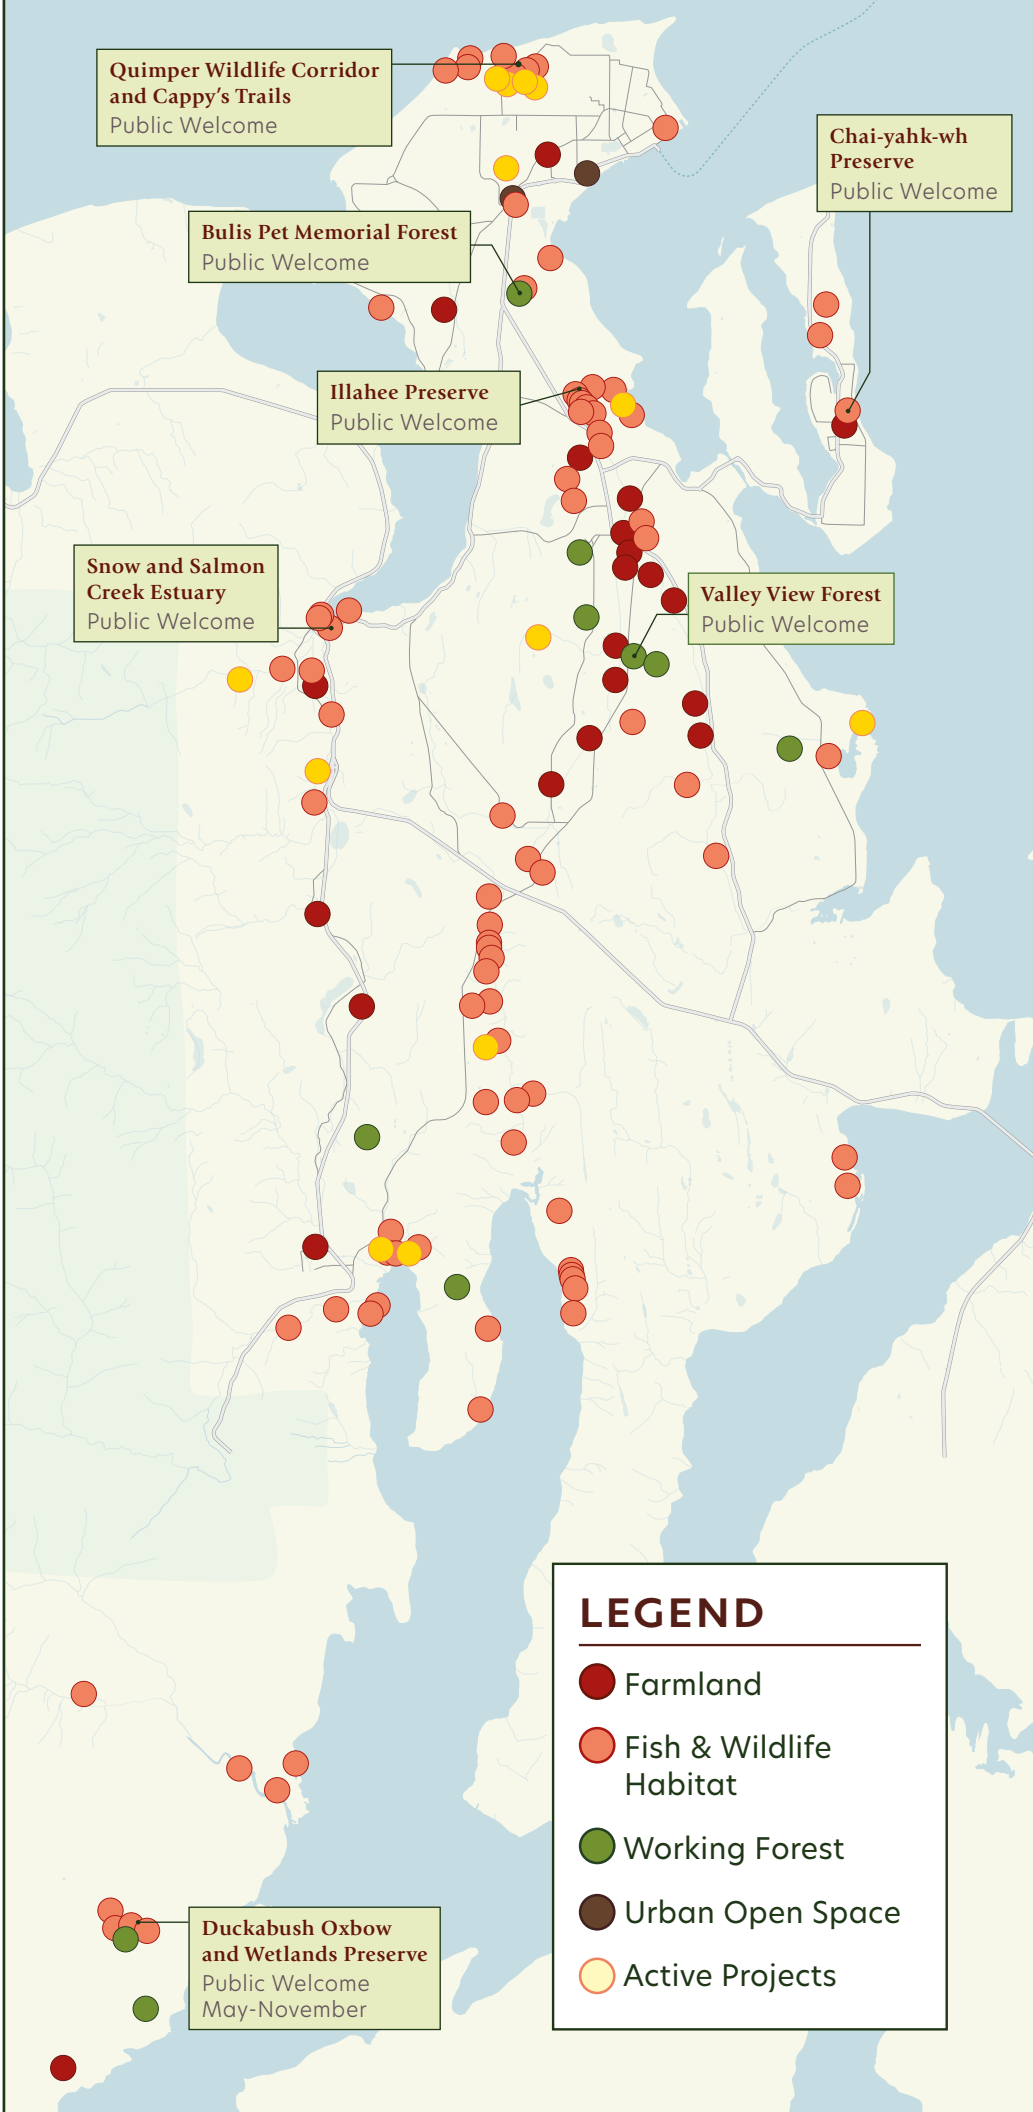 Quimper Wildlife Corridor
and Cappy's Trails
Public Welcome
Chai-yahk-wh
Preserve
Public Welcome
Bulis Pet Memorial Forest
Public Welcome
Illahee Preserve
Public Welcome
Snow and Salmon
Creek Estuary
Public Welcome
Valley View Forest
Public Welcome
LEGEND
Farmland
Fish & Wildlife
Habitat
Working Forest
Urban Open Space
Active Projects
Duckabush Oxbow
and Wetlands Preserve
Public Welcome
May-November